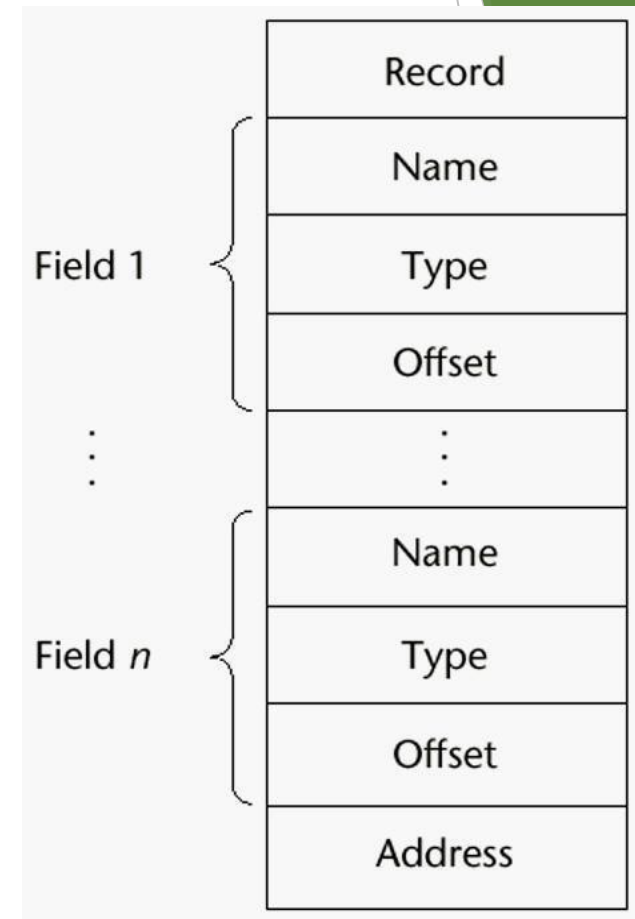 Record
Name
Field 1
Type
Offset
⋮ ⋮
Name
Field n
Type
Offset
Address